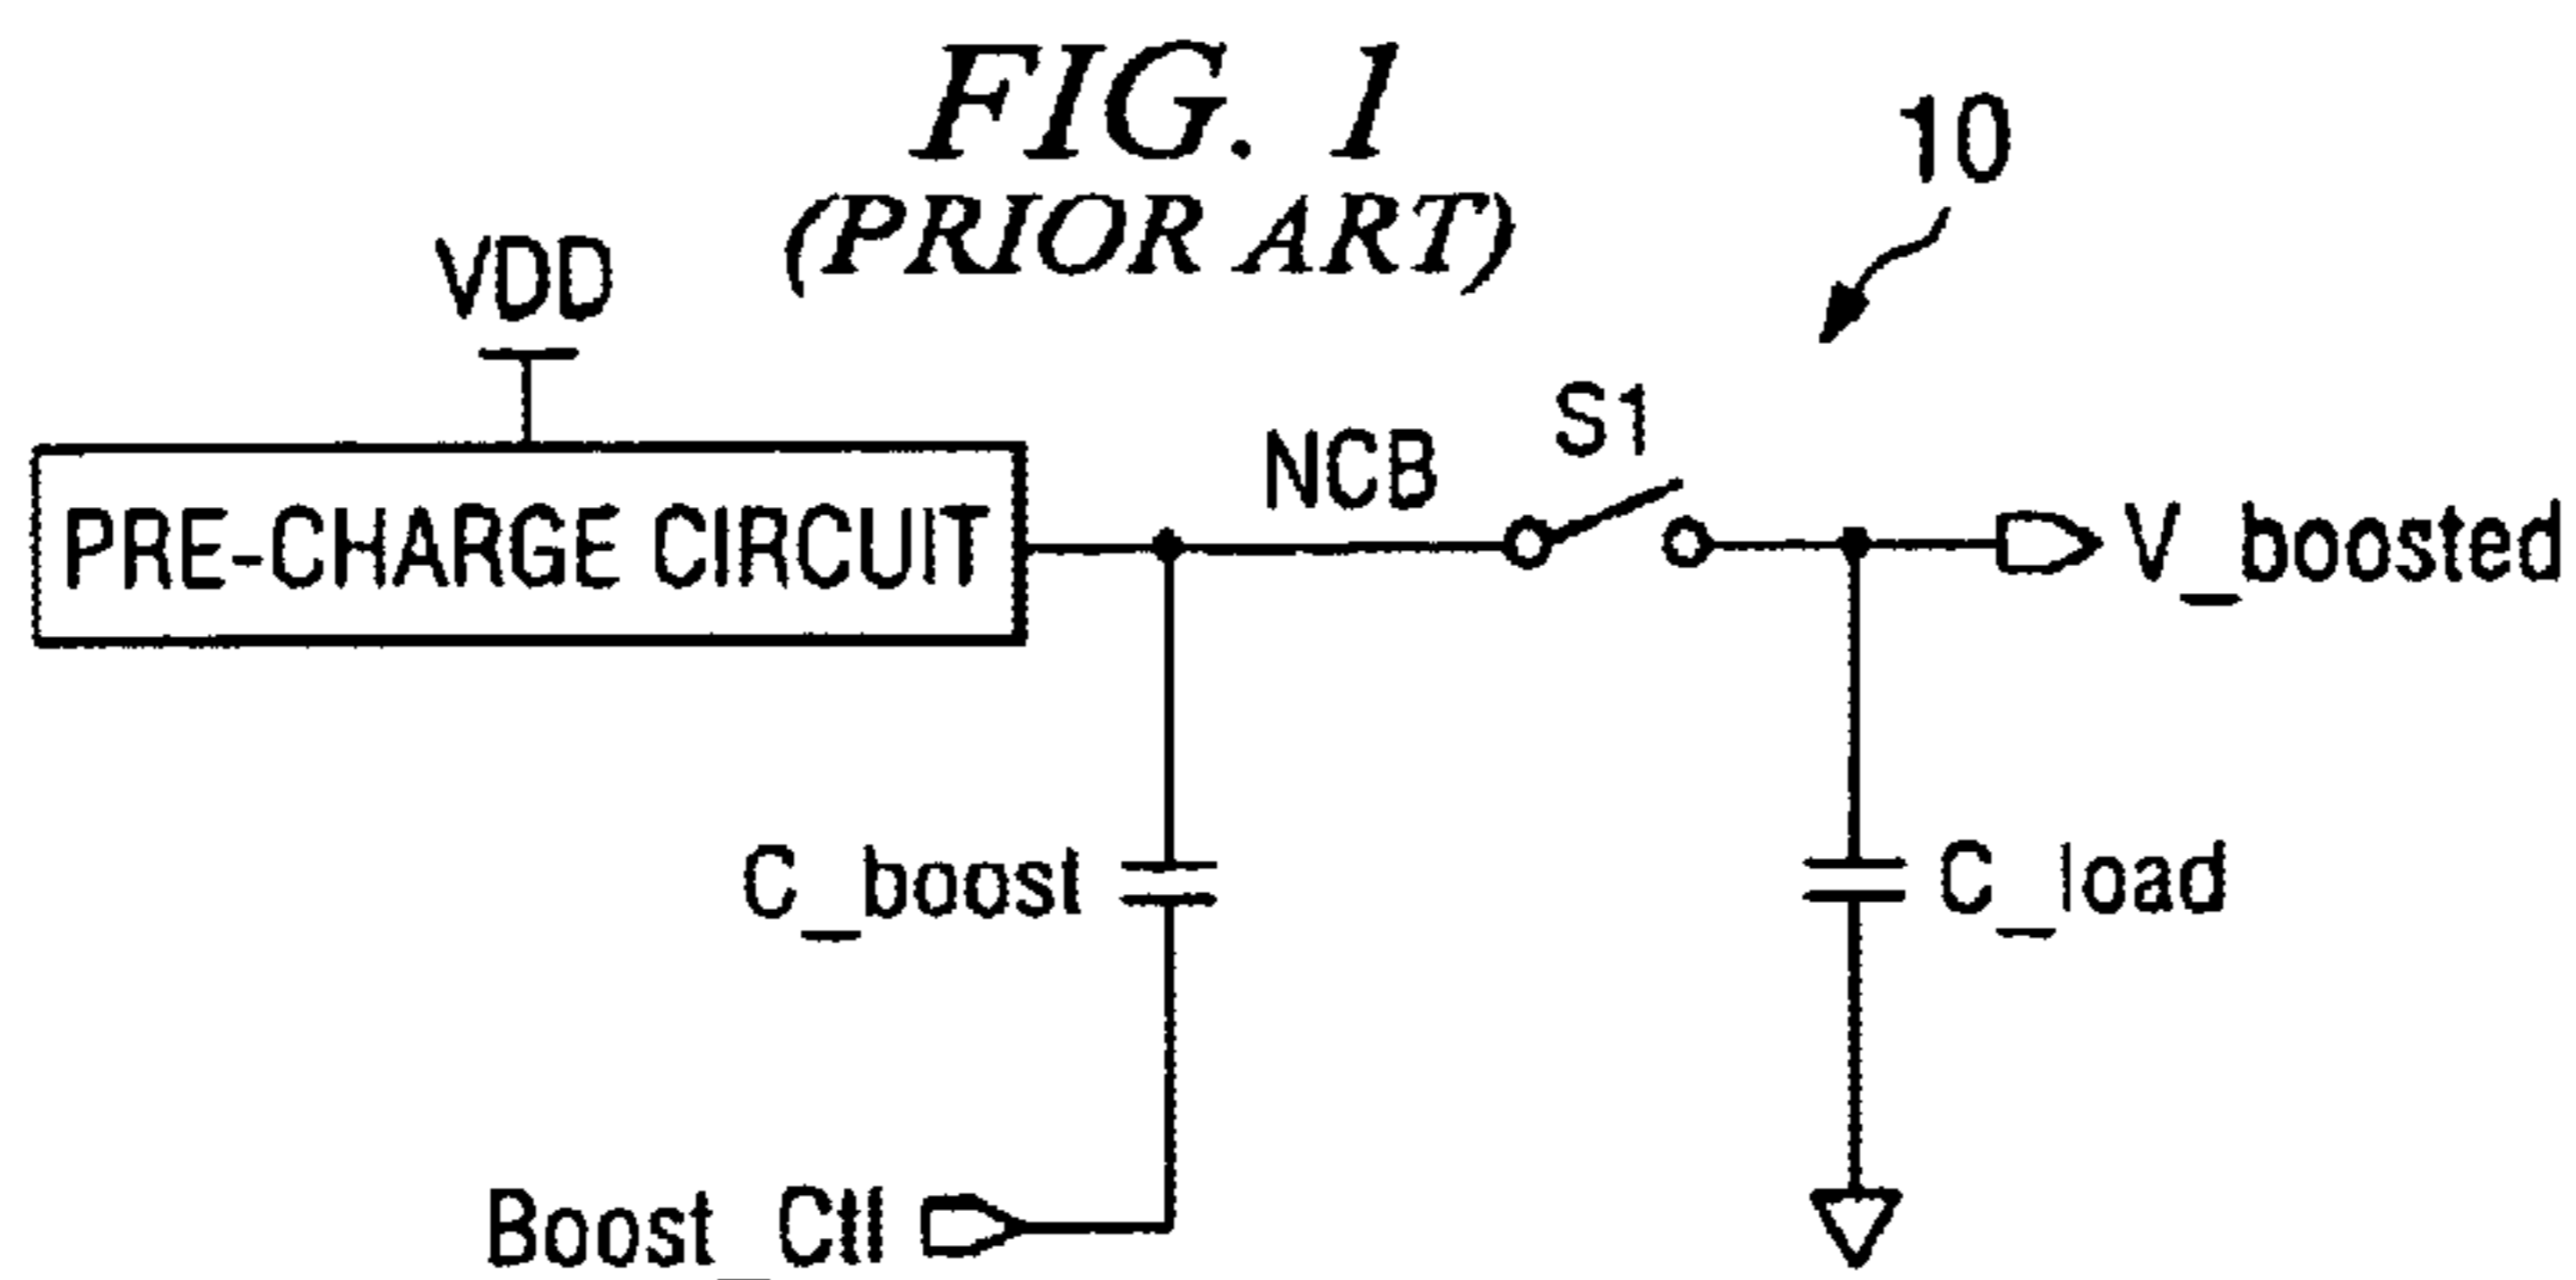 FIG. 1
(PRIOR ART)
10
VDD
S1
NCB
PRE-CHARGE CIRCUIT
V_boosted
C_boost
C_load
Boost_Ctl